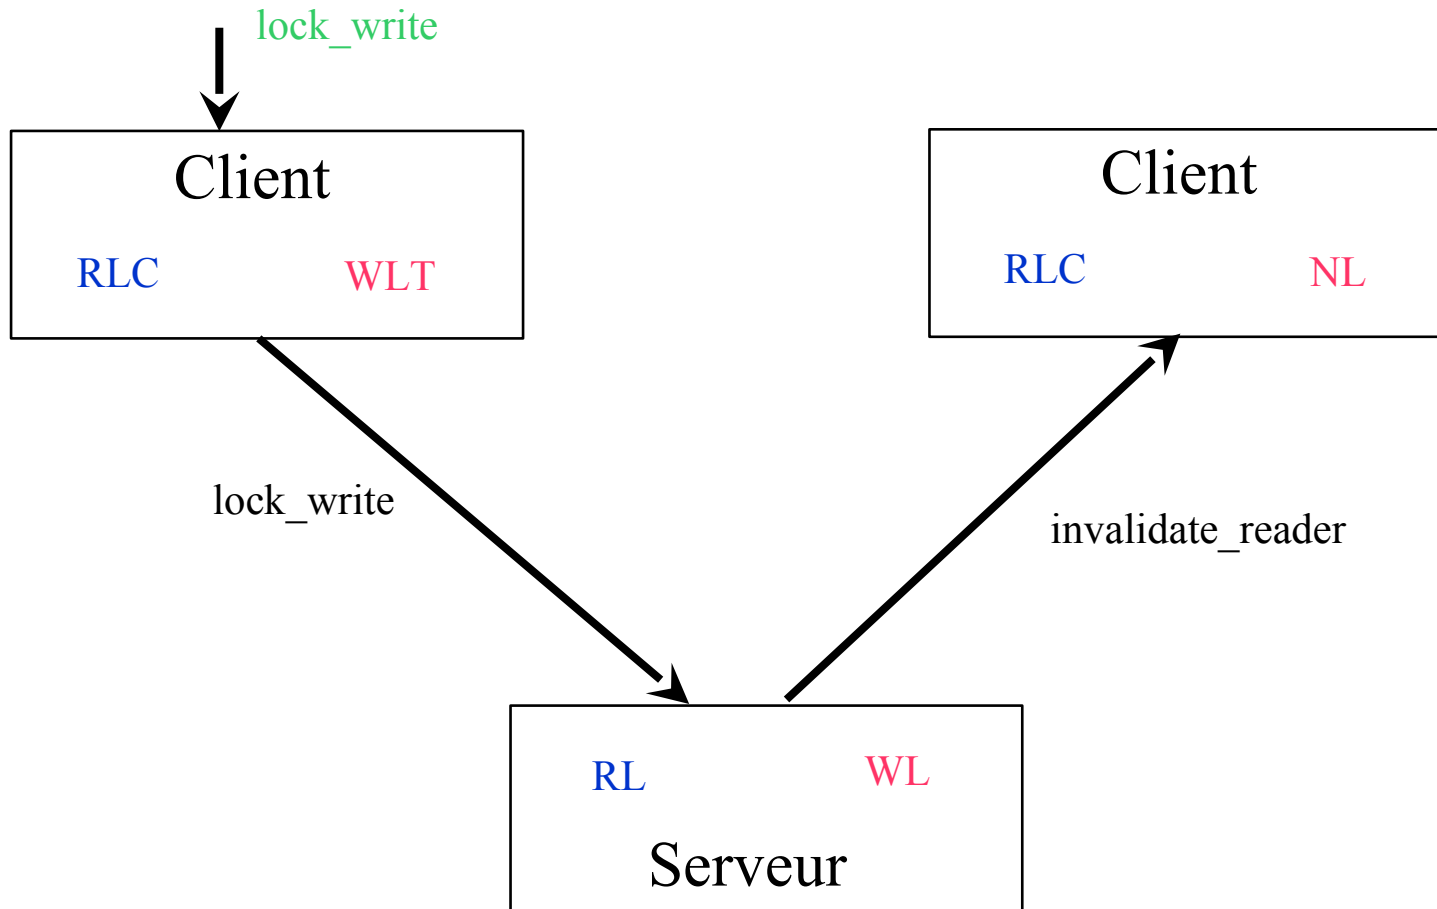 lock_write
Client
RLC WLT
Client
RLC NL
lock_write
invalidate_reader
RL WL
Serveur